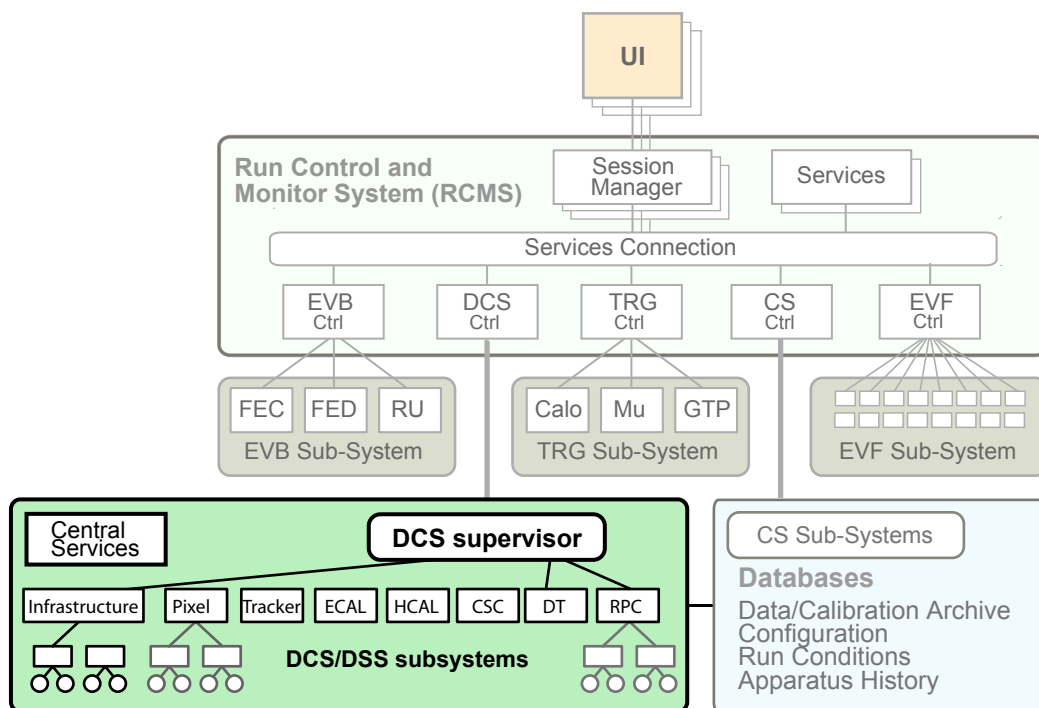 UI
Run Control and
Monitor System (RCMS)
Session
Manager
Services
Services Connection
EVB
Ctrl
DCS
Ctrl
TRG
Ctrl
CS
Ctrl
EVF
Ctrl
FEC
FED
RU
EVB Sub-System
Calo
Mu
GTP
TRG Sub-System
EVF Sub-System
Central
Services
DCS supervisor
Infrastructure
Pixel
Tracker
ECAL
HCAL
CSC
DT
RPC
DCS/DSS subsystems
CS Sub-Systems
Databases
Data/Calibration Archive
Configuration
Run Conditions
Apparatus History